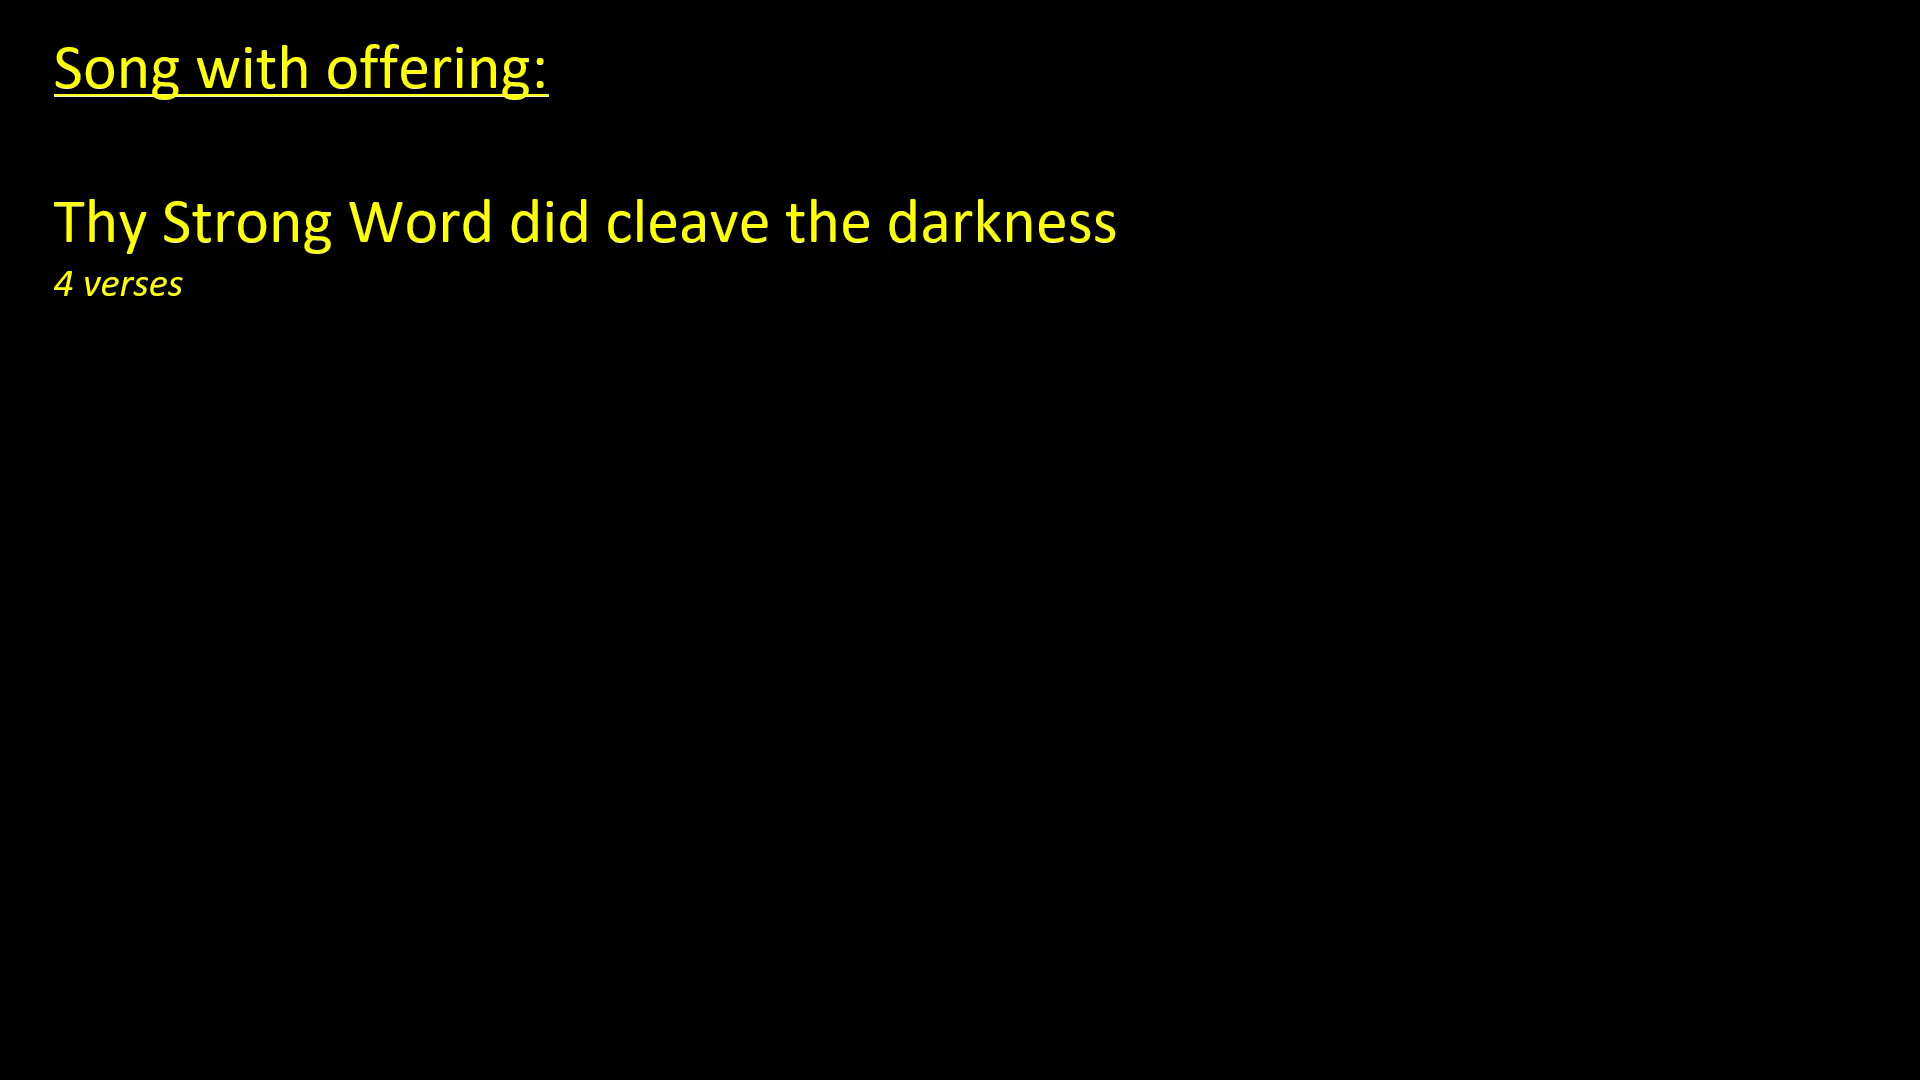 Song with offering:
Thy Strong Word did cleave the darkness
4 verses